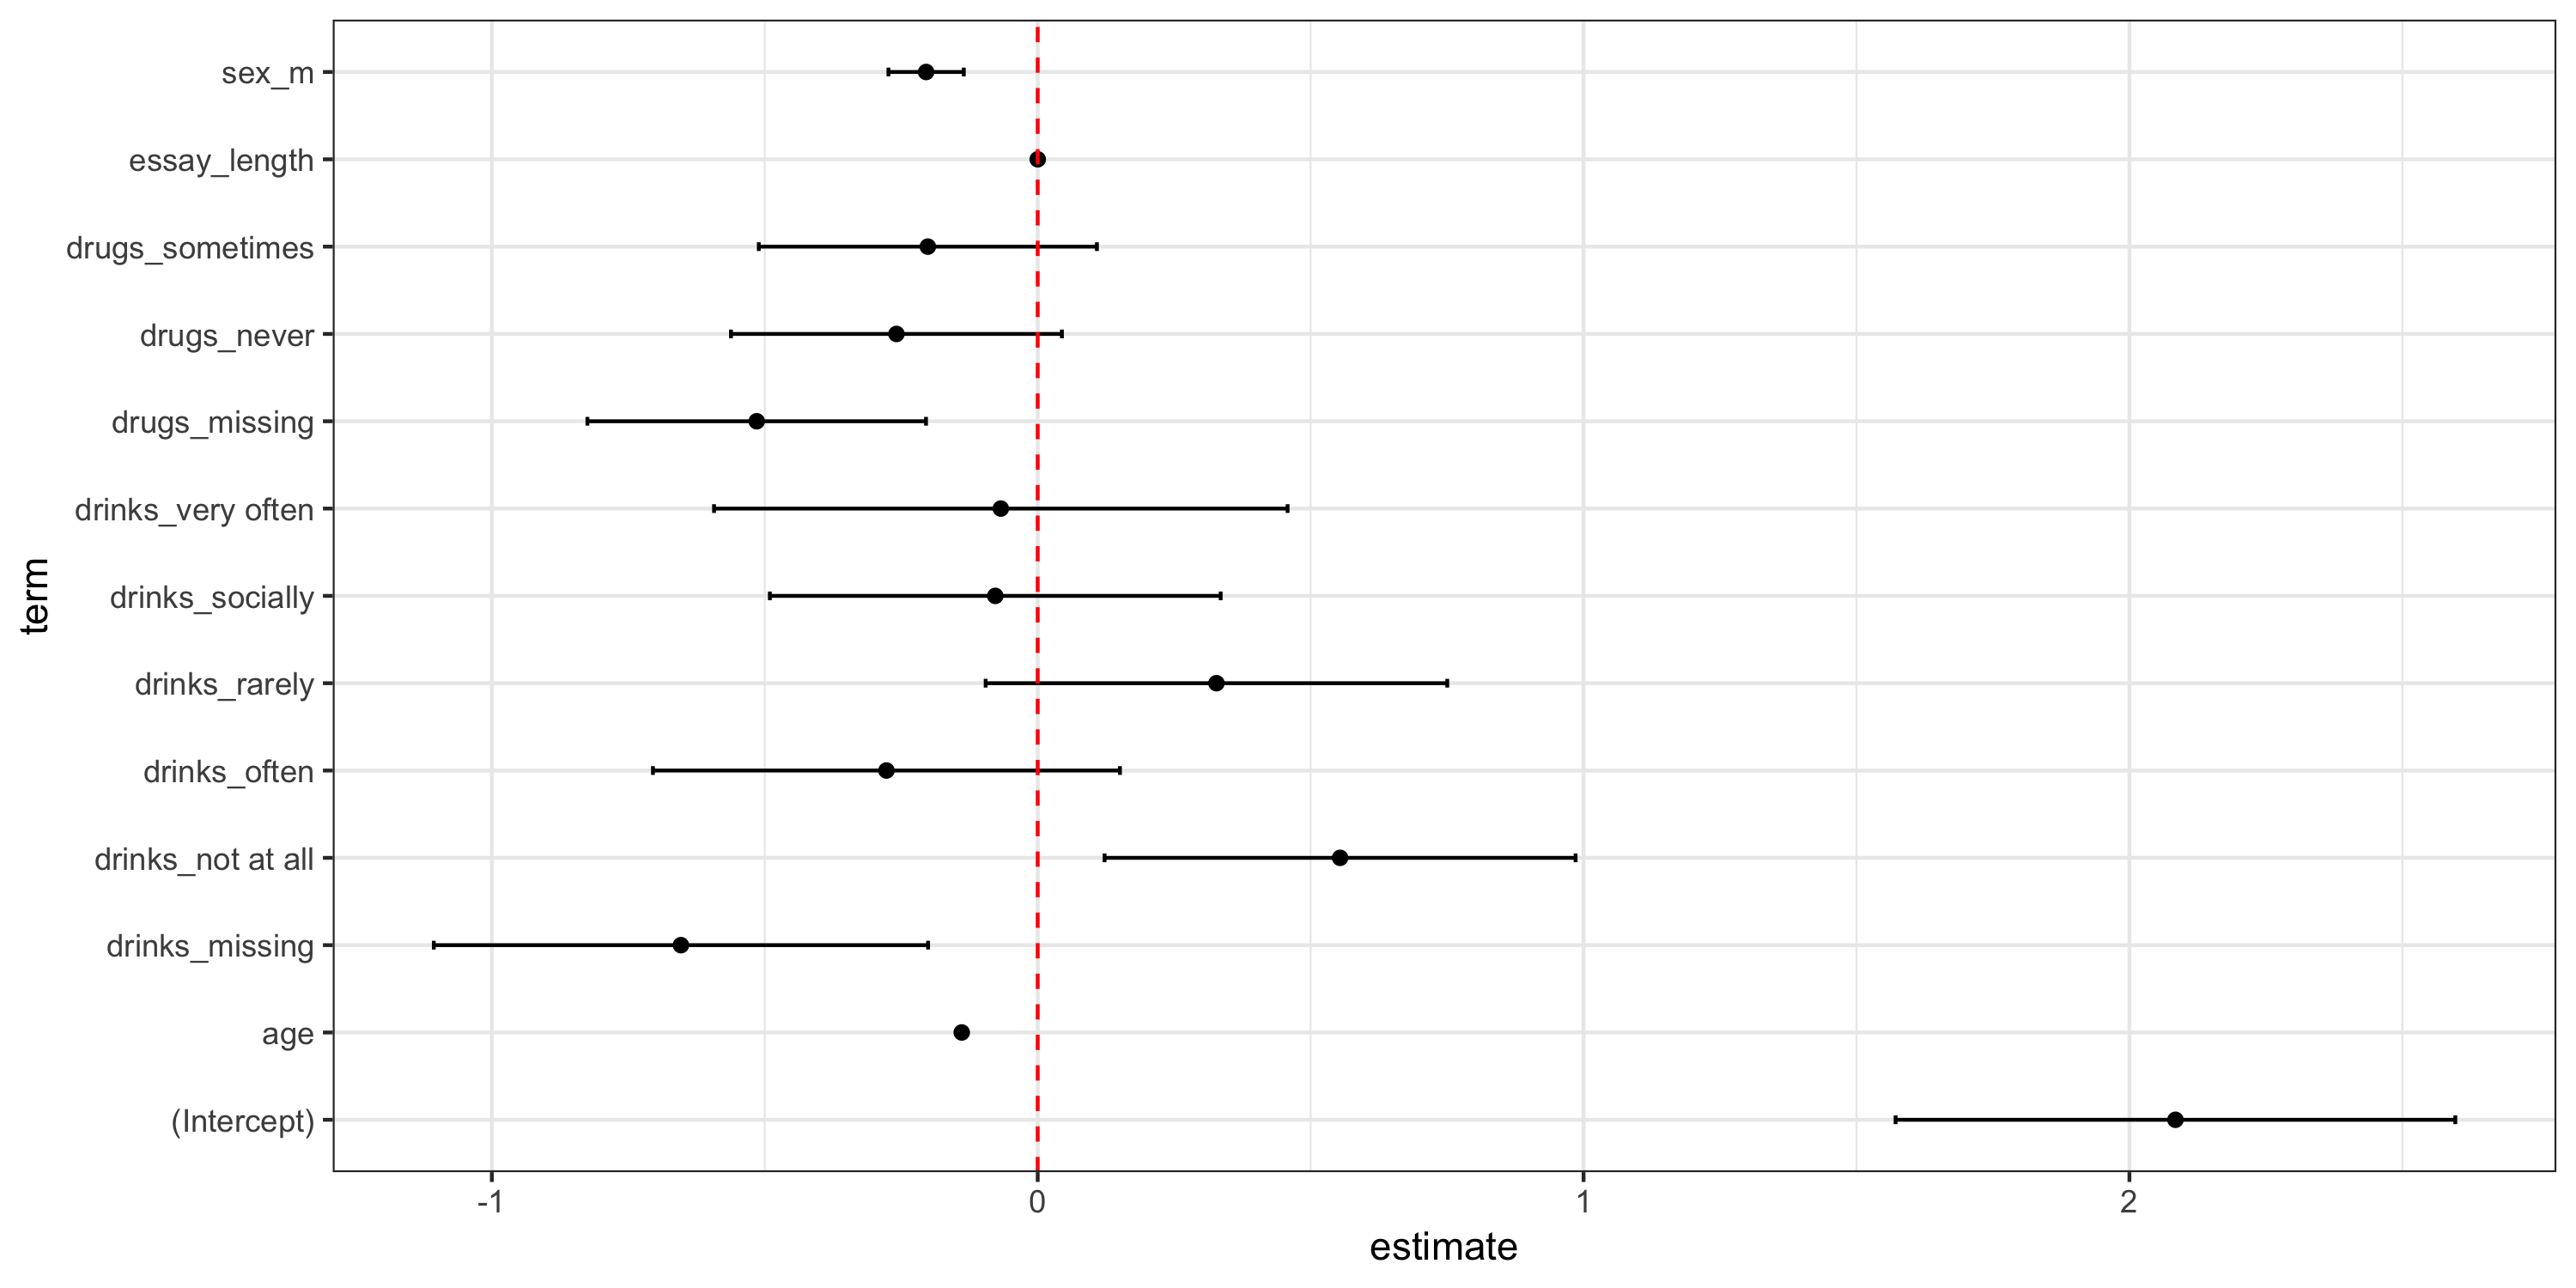 sex_m
essay_length
drugs_sometimes
drugs_never
drugs_missing
drinks_very often
drinks_socially
drinks_rarely
drinks_often
drinks_not at all
drinks_missing
age
(Intercept)
term
-1 0 1 2
estimate